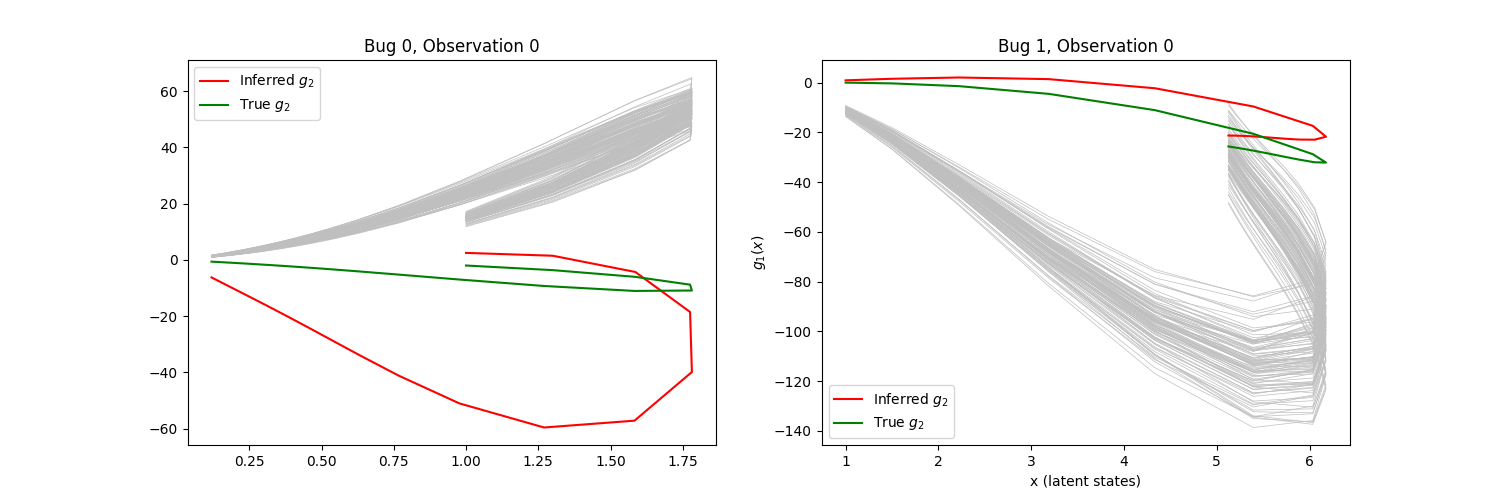 Bug 0, Observation 0
Inferred g₂
True g₂
60
40
20
0
−20
−40
−60
0.25 0.50 0.75 1.00 1.25 1.50 1.75
Bug 1, Observation 0
g₁(x)
0
−20
−40
−60
−80
−100
−120
−140
Inferred g₂
True g₂
1 2 3 4 5 6
x (latent states)